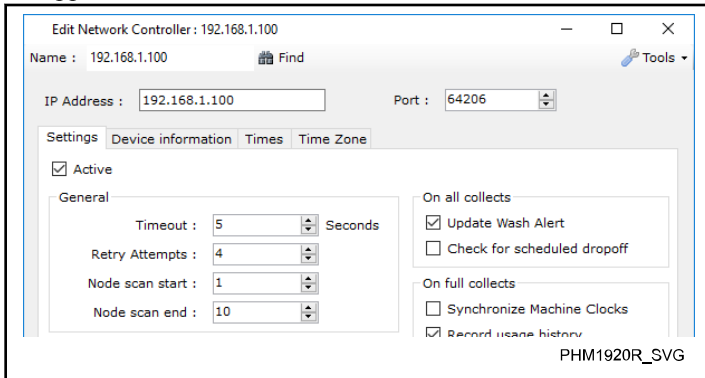 Edit Network Controller : 192.168.1.100
Name : 192.168.1.100 Find Tools
IP Address : 192.168.1.100 Port : 64206
Settings Device information Times Time Zone
Active
General
Timeout : 5 Seconds
Retry Attempts : 4
Node scan start : 1
Node scan end : 10
On all collects
Update Wash Alert
Check for scheduled dropoff
On full collects
Synchronize Machine Clocks
Record usage history
PHM1920R_SVG